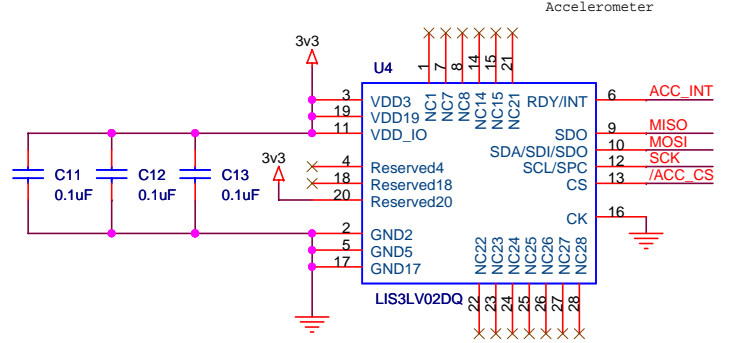 Accelerometer
3v3
U4
1
7
8
14
15
21
NC1
NC7
NC8
NC14
NC15
NC21
3
VDD3
19
VDD19
11
VDD_IO
RDY/INT
6
ACC_INT
SDO
9
MISO
SDA/SDI/SDO
10
MOSI
SCL/SPC
12
SCK
CS
13
/ACC_CS
C11
0.1uF
C12
0.1uF
C13
0.1uF
3v3
4
Reserved4
18
Reserved18
20
Reserved20
CK
16
2
GND2
5
GND5
17
GND17
NC22
NC23
NC24
NC25
NC26
NC27
NC28
LIS3LV02DQ
22
23
24
25
26
27
28